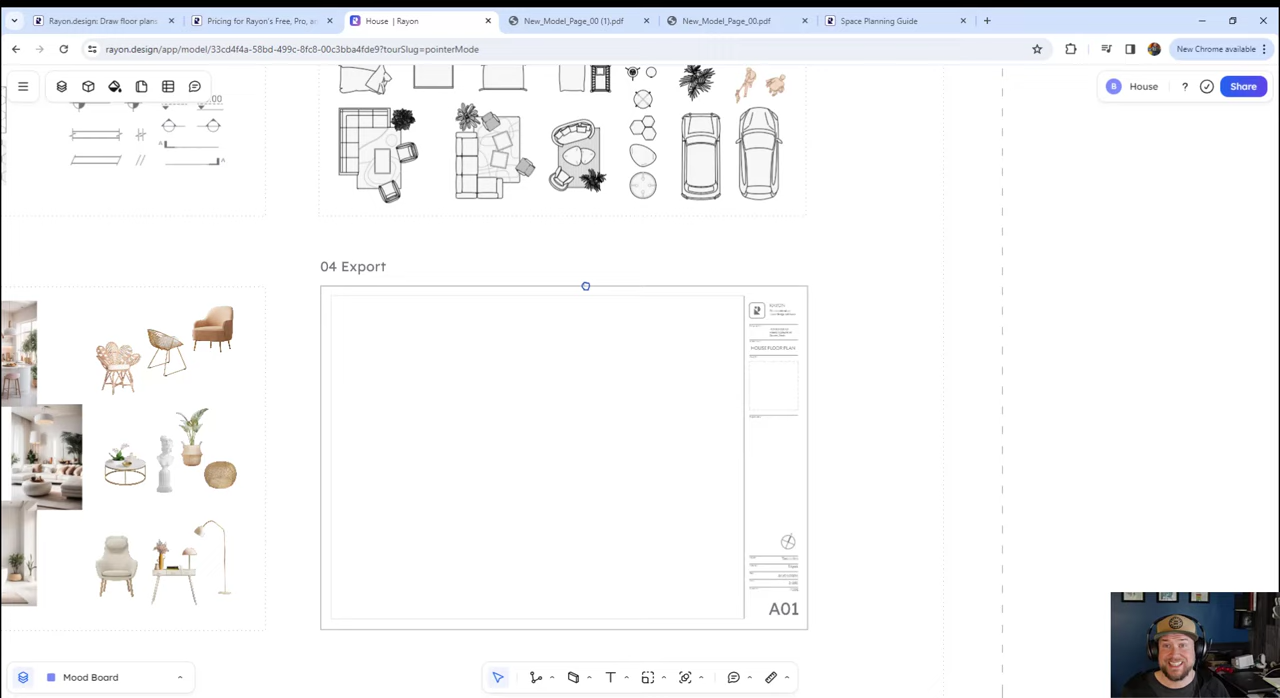 Rayon.design: Draw floor plans
Pricing for Rayon's Free, Pro, an
House | Rayon
New_Model_Page_00 (1).pdf
New_Model_Page_00.pdf
Space Planning Guide
rayon.design/app/model/33cd4f4a-58bd-499c-8fc8-00c3bba4fde9?tourSlug=pointerMode
New Chrome available
B House
?
Share
.00
A
A
04 Export
HOUSE FLOOR PLAN
A01
Mood Board
T